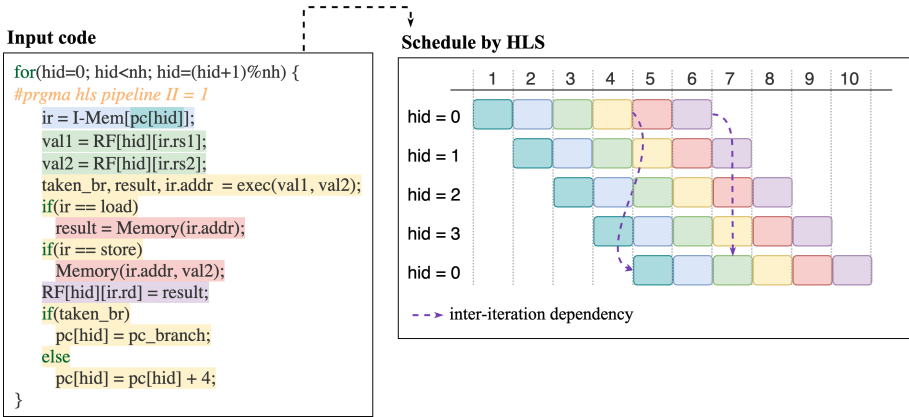 Input code
for(hid=0; hid<nh; hid=(hid+1)%nh) {
#prgma hls pipeline II = 1
ir = I-Mem[pc[hid]];
val1 = RF[hid][ir.rs1];
val2 = RF[hid][ir.rs2];
taken_br, result, ir.addr = exec(val1, val2);
if(ir == load)
result = Memory(ir.addr);
if(ir == store)
Memory(ir.addr, val2);
RF[hid][ir.rd] = result;
if(taken_br)
pc[hid] = pc_branch;
else
pc[hid] = pc[hid] + 4;
}
Schedule by HLS
1 2 3 4 5 6 7 8 9 10
hid = 0
hid = 1
hid = 2
hid = 3
hid = 0
inter-iteration dependency